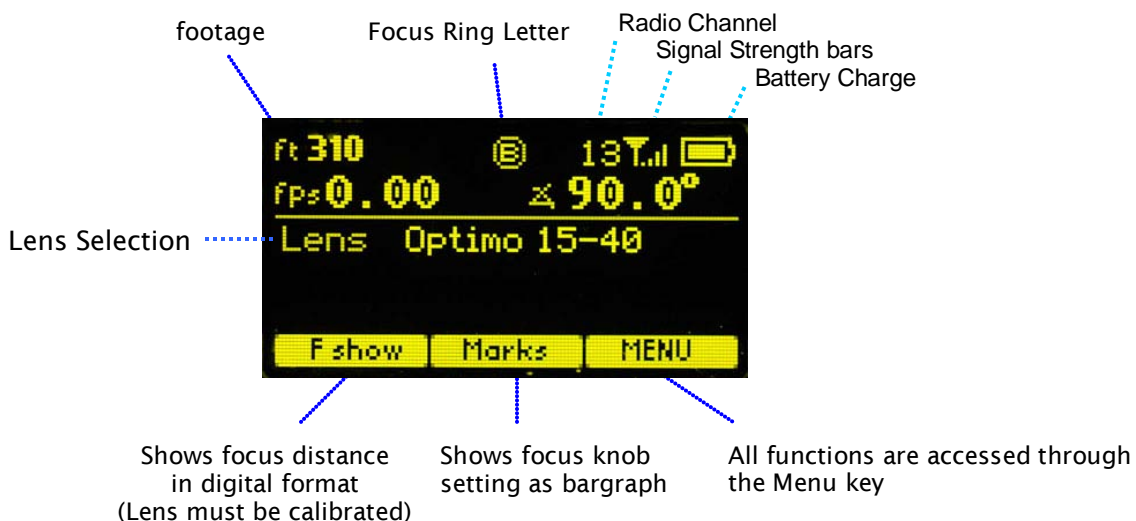 Radio Channel
footage
Focus Ring Letter
Signal Strength bars
Battery Charge
ft 310
B
13
fps 0.00
90.0°
Lens Selection
Lens Optimo 15-40
F show
Marks
MENU
Shows focus distance
in digital format
(Lens must be calibrated)
Shows focus knob
setting as bargraph
All functions are accessed through
the Menu key